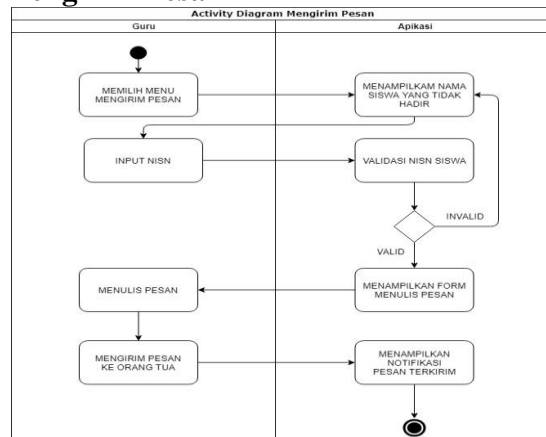 Activity Diagram Mengirim Pesan
Guru
Apikasi
MEMILIH MENU
MENGIRIM PESAN
MENAMPILKAM NAMA
SISWA YANG TIDAK
HADIR
INPUT NISN
VALIDASI NISN SISWA
INVALID
VALID
MENULIS PESAN
MENAMPILKAN FORM
MENULIS PESAN
MENGIRIM PESAN
KE ORANG TUA
MENAMPILKAN
NOTIFIKASI
PESAN TERKIRIM